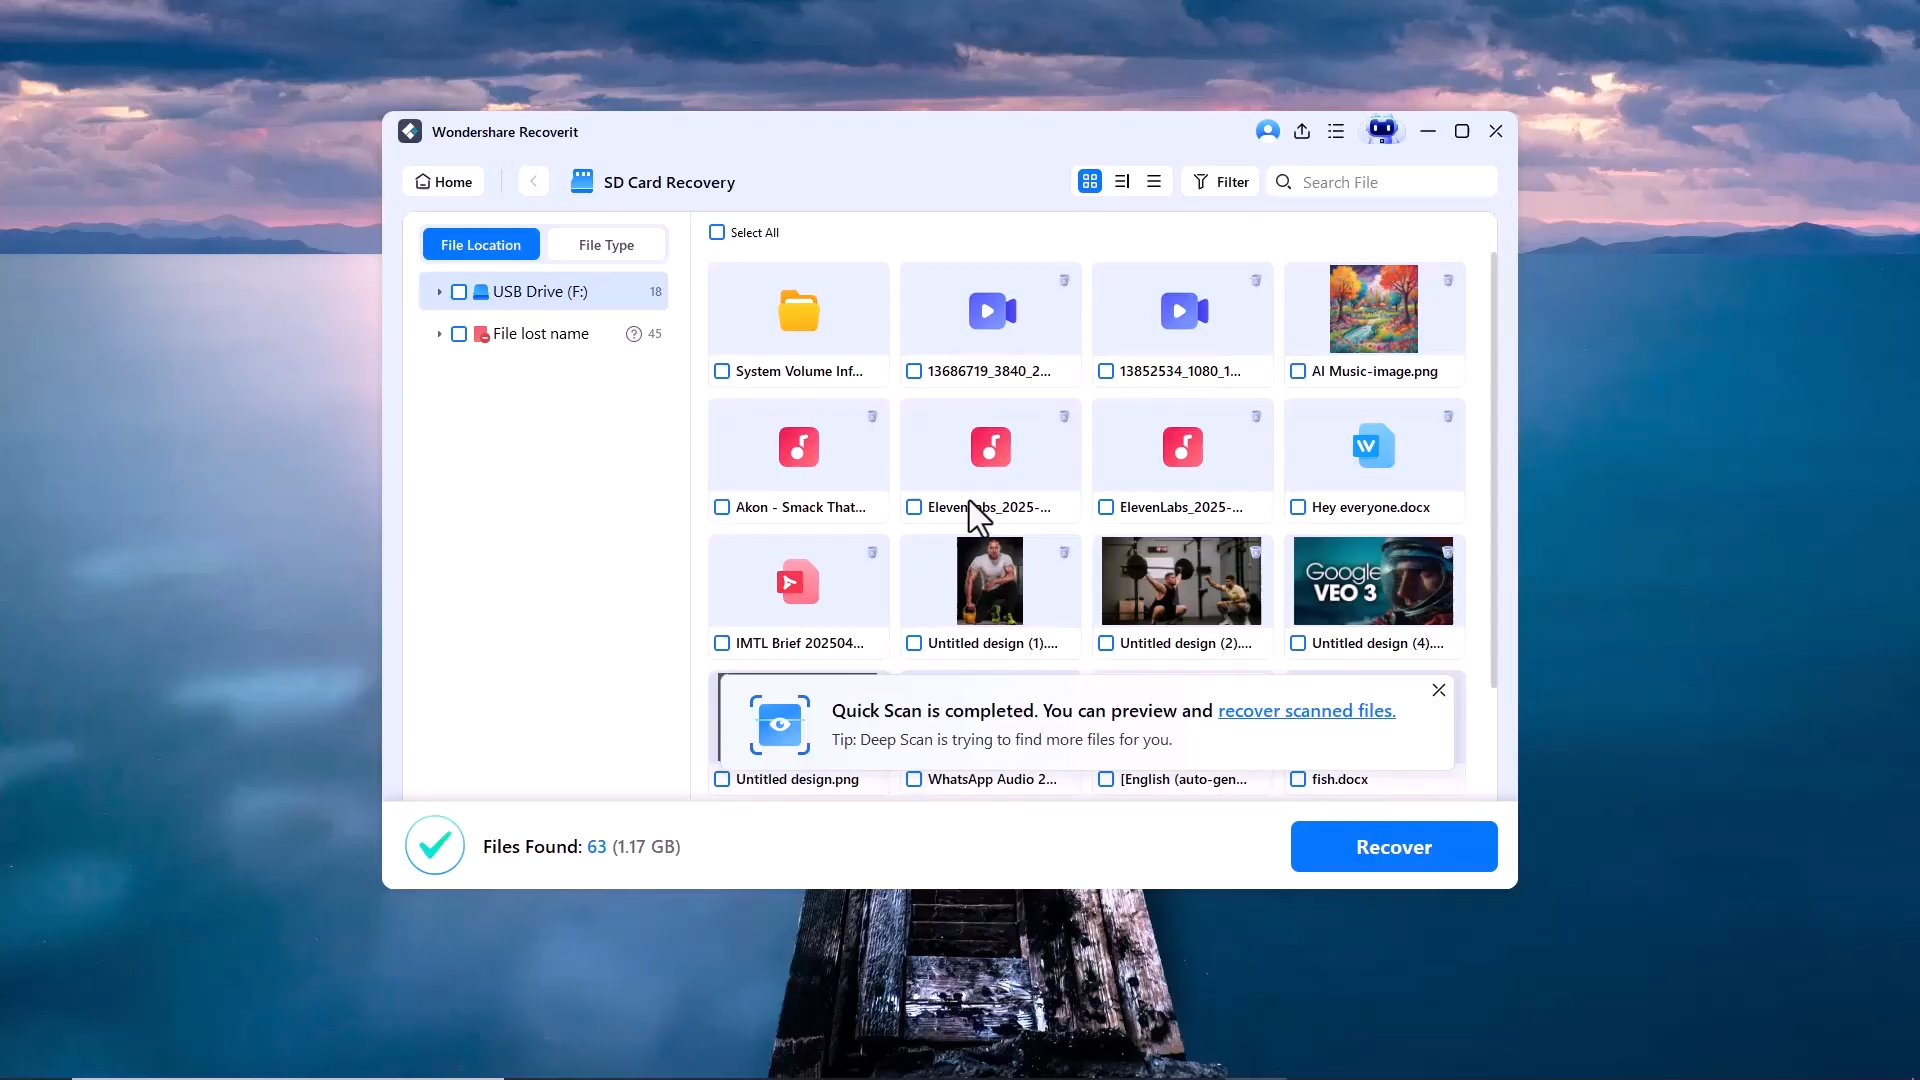 Wondershare Recoverit
Home
SD Card Recovery
Filter
Search File
File Location
File Type
Select All
USB Drive (F:)
18
File lost name
45
System Volume Inf...
13686719_3840_2...
13852534_1080_1...
AI Music-image.png
Akon - Smack That...
ElevenLabs_2025-...
ElevenLabs_2025-...
Hey everyone.docx
Google
VEO 3
IMTL Brief 202504...
Untitled design (1)....
Untitled design (2)....
Untitled design (4)....
Quick Scan is completed. You can preview and recover scanned files.
Tip: Deep Scan is trying to find more files for you.
Untitled design.png
WhatsApp Audio 2...
[English (auto-gen...
fish.docx
Files Found: 63 (1.17 GB)
Recover